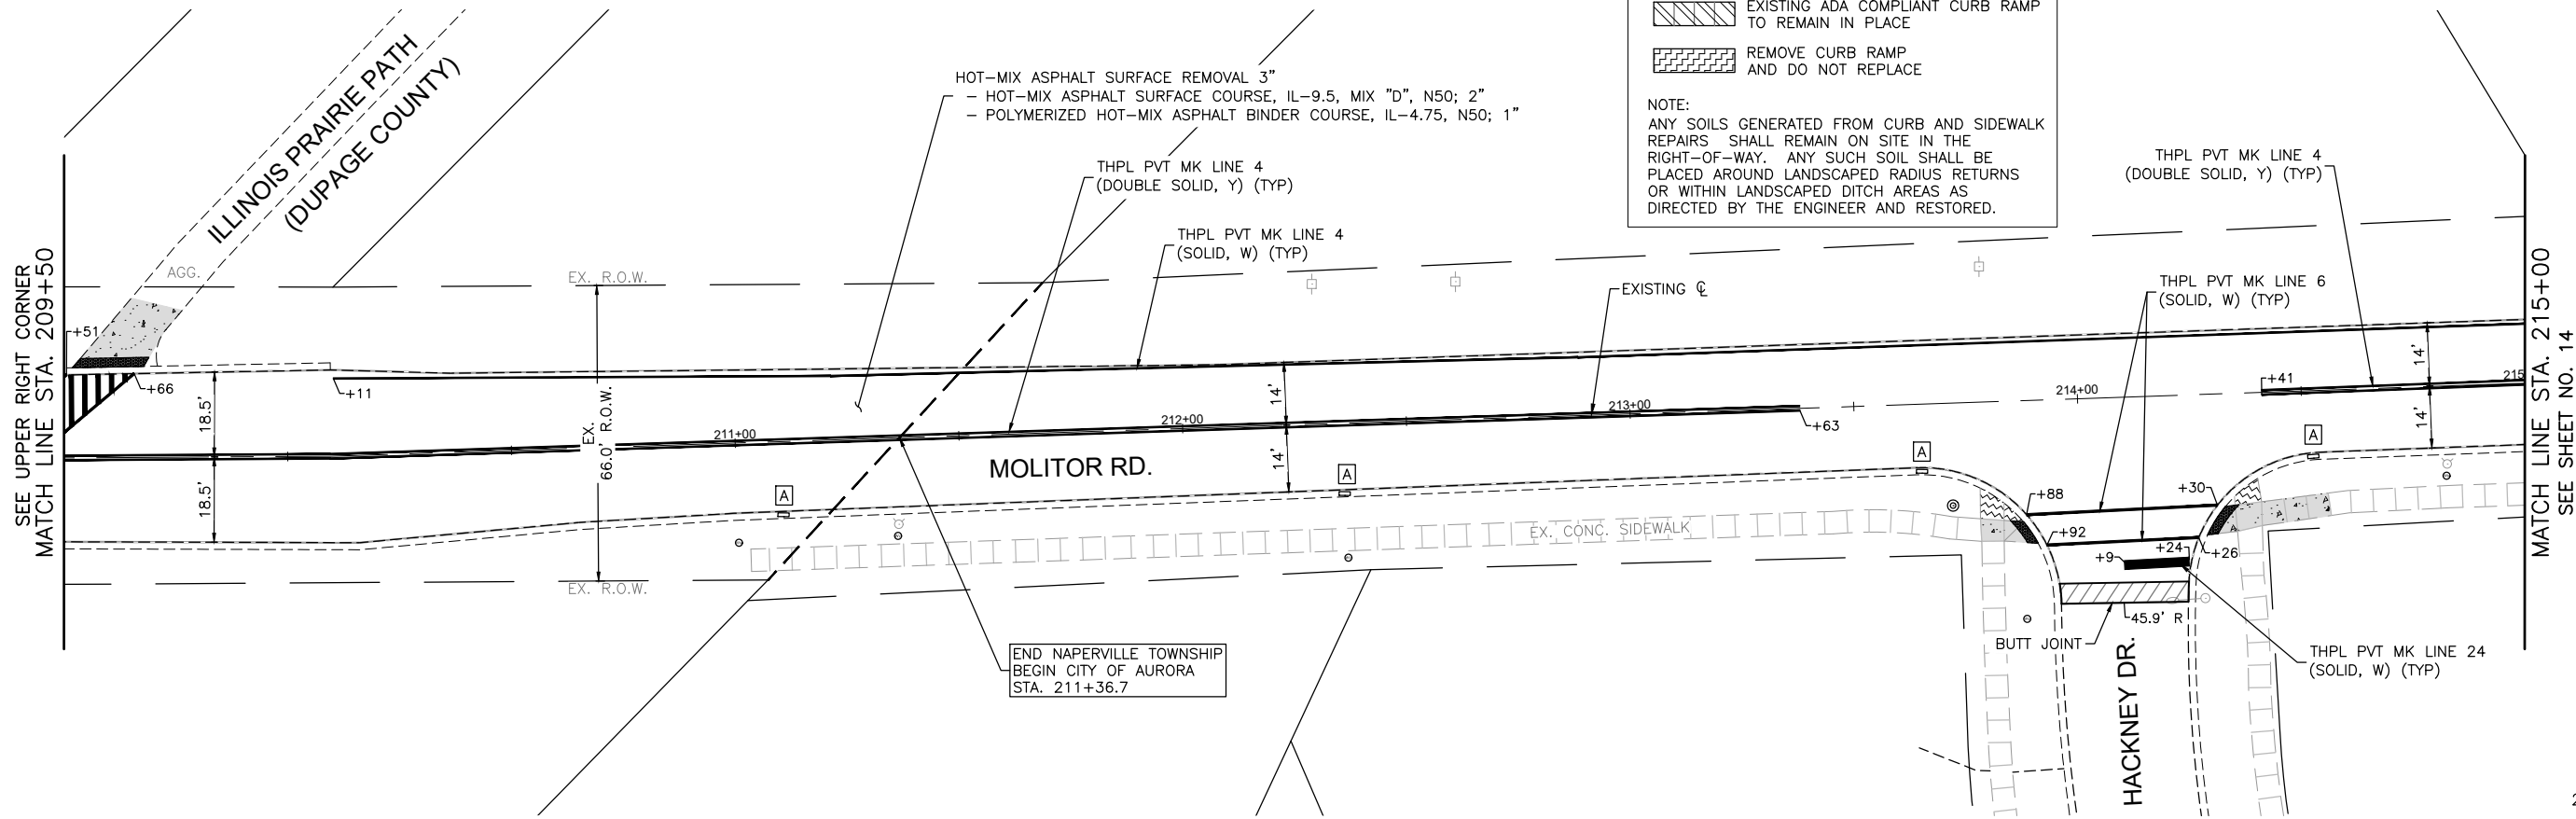 EXISTING ADA COMPLIANT CURB RAMP
TO REMAIN IN PLACE
REMOVE CURB RAMP
AND DO NOT REPLACE
NOTE:
ANY SOILS GENERATED FROM CURB AND SIDEWALK
REPAIRS SHALL REMAIN ON SITE IN THE
RIGHT-OF-WAY. ANY SUCH SOIL SHALL BE
PLACED AROUND LANDSCAPED RADIUS RETURNS
OR WITHIN LANDSCAPED DITCH AREAS AS
DIRECTED BY THE ENGINEER AND RESTORED.
ILLINOIS PRAIRIE PATH
(DUPAGE COUNTY)
HOT-MIX ASPHALT SURFACE REMOVAL 3"
- HOT-MIX ASPHALT SURFACE COURSE, IL-9.5, MIX "D", N50; 2"
- POLYMERIZED HOT-MIX ASPHALT BINDER COURSE, IL-4.75, N50; 1"
THPL PVT MK LINE 4
(DOUBLE SOLID, Y) (TYP)
THPL PVT MK LINE 4
(SOLID, W) (TYP)
THPL PVT MK LINE 4
(DOUBLE SOLID, Y) (TYP)
THPL PVT MK LINE 6
(SOLID, W) (TYP)
EXISTING ℄
SEE UPPER RIGHT CORNER
MATCH LINE STA. 209+50
AGG.
EX. R.O.W.
+51
+66
+11
18.5'
18.5'
EX.
66.0' R.O.W.
211+00
212+00
213+00
214+00
215
14'
14'
14'
14'
+63
+41
MOLITOR RD.
A
A
A
A
+88
+30
+92
+26
+24
+9
EX. CONC. SIDEWALK
EX. R.O.W.
45.9' R
BUTT JOINT
END NAPERVILLE TOWNSHIP
BEGIN CITY OF AURORA
STA. 211+36.7
THPL PVT MK LINE 24
(SOLID, W) (TYP)
HACKNEY DR.
MATCH LINE STA. 215+00
SEE SHEET NO. 14